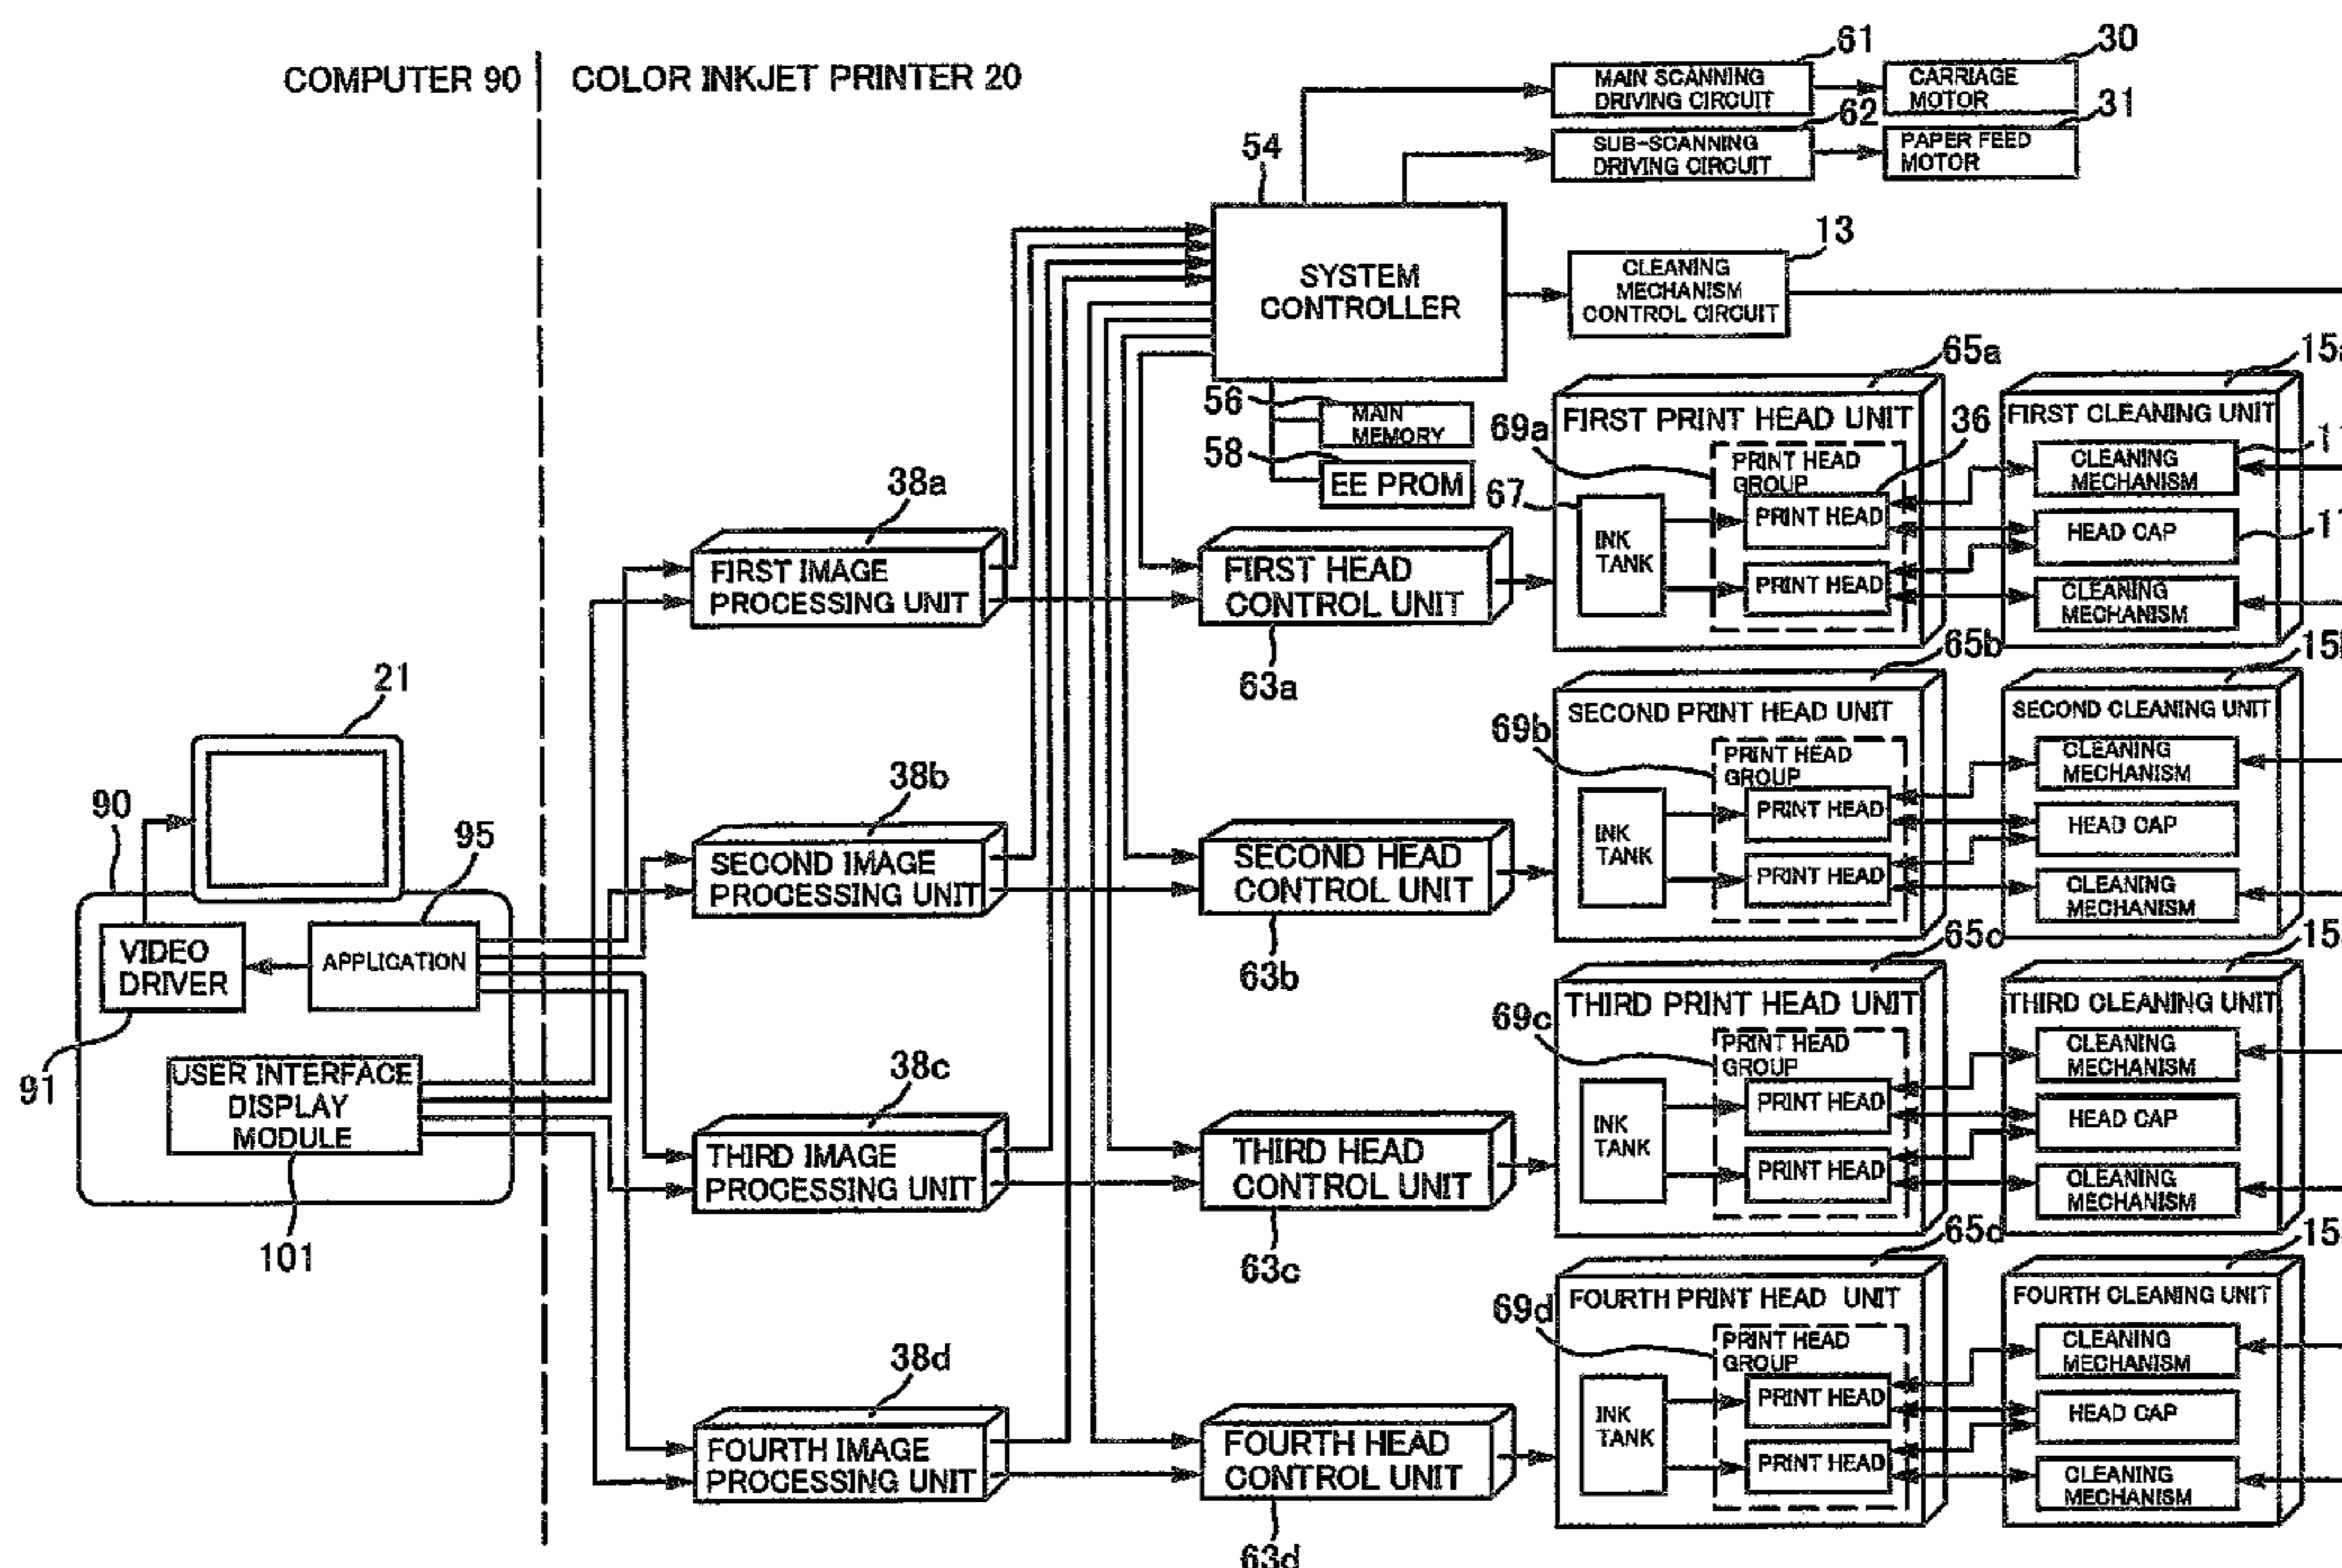 COMPUTER 90
COLOR INKJET PRINTER 20
61
MAIN SCANNING
DRIVING CIRCUIT
30
CARRIAGE
MOTOR
62
SUB-SCANNING
DRIVING CIRCUIT
31
PAPER FEED
MOTOR
54
SYSTEM
CONTROLLER
13
CLEANING
MECHANISM
CONTROL CIRCUIT
56
MAIN
MEMORY
58
EE PROM
38a
FIRST IMAGE
PROCESSING UNIT
FIRST HEAD
CONTROL UNIT
63a
65a
FIRST PRINT HEAD UNIT
69a
36
PRINT HEAD
GROUP
67
INK
TANK
PRINT HEAD
PRINT HEAD
15a
FIRST CLEANING UNIT
CLEANING
MECHANISM
HEAD CAP
CLEANING
MECHANISM
21
90
95
VIDEO
DRIVER
APPLICATION
91
USER INTERFACE
DISPLAY
MODULE
101
38b
SECOND IMAGE
PROCESSING UNIT
SECOND HEAD
CONTROL UNIT
63b
65b
SECOND PRINT HEAD UNIT
69b
PRINT HEAD
GROUP
INK
TANK
PRINT HEAD
PRINT HEAD
15b
SECOND CLEANING UNIT
CLEANING
MECHANISM
HEAD CAP
CLEANING
MECHANISM
38c
THIRD IMAGE
PROCESSING UNIT
THIRD HEAD
CONTROL UNIT
63c
65c
THIRD PRINT HEAD UNIT
69c
PRINT HEAD
GROUP
INK
TANK
PRINT HEAD
PRINT HEAD
15
THIRD CLEANING UNIT
CLEANING
MECHANISM
HEAD CAP
CLEANING
MECHANISM
38d
FOURTH IMAGE
PROCESSING UNIT
FOURTH HEAD
CONTROL UNIT
63d
65d
FOURTH PRINT HEAD UNIT
69d
PRINT HEAD
GROUP
INK
TANK
PRINT HEAD
PRINT HEAD
15
FOURTH CLEANING UNIT
CLEANING
MECHANISM
HEAD CAP
CLEANING
MECHANISM